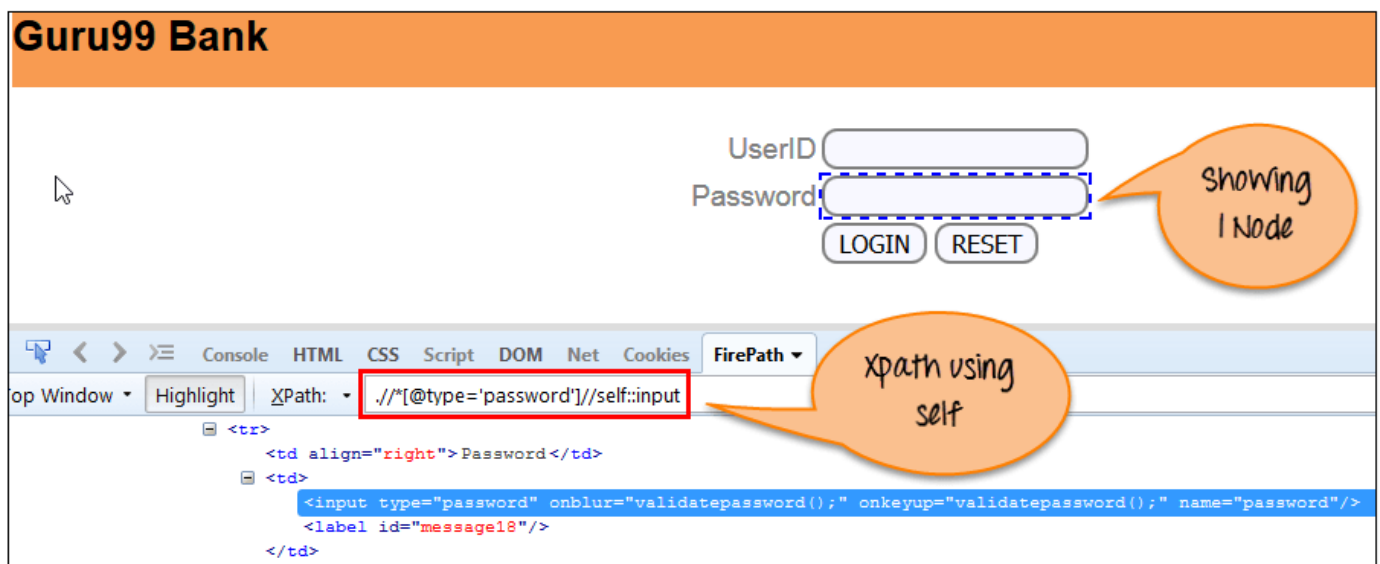 Guru99 Bank
UserID
Password
Showing
1 Node
LOGIN RESET
Console HTML CSS Script DOM Net Cookies FirePath
Xpath using
self
op Window Highlight XPath: .//*[@type='password']//self::input
<tr>
<td align="right">Password</td>
<td>
<input type="password" onblur="validatepassword();" onkeyup="validatepassword();" name="password"/>
<label id="message18"/>
</td>